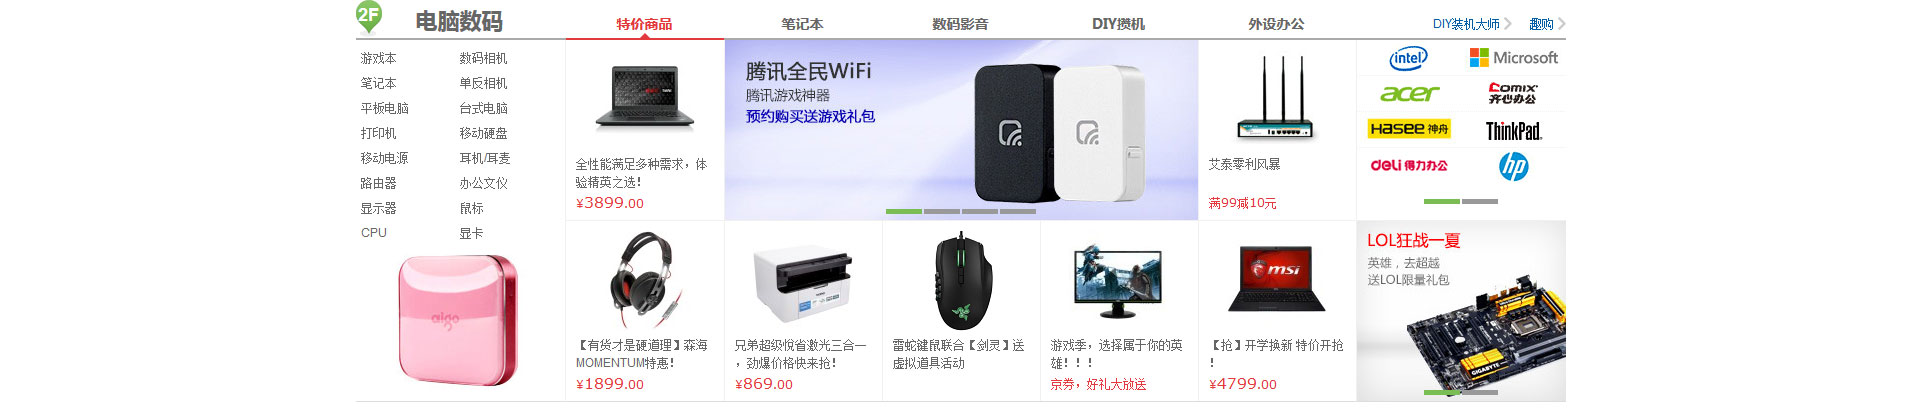 2F 电脑数码 特价商品 笔记本 数码影音 DIY攒机 外设办公 DIY装机大师 趣购
游戏本 数码相机
笔记本 单反相机
平板电脑 台式电脑
打印机 移动硬盘
移动电源 耳机/耳麦
路由器 办公文仪
显示器 鼠标
CPU 显卡
aigo
全性能满足多种需求，体
验精英之选！
¥3899.00
腾讯全民WiFi
腾讯游戏神器
预约购买送游戏礼包
艾泰零利风暴
满99减10元
intel Microsoft
acer Comix 齐心办公
Hasee 神舟 ThinkPad
deli 得力办公 hp
【有货才是硬道理】森海
MOMENTUM特惠！
¥1899.00
兄弟超级悦省激光三合一
，劲爆价格快来抢！
¥869.00
雷蛇键鼠联合【剑灵】送
虚拟道具活动
游戏季，选择属于你的英
雄！！！
京券，好礼大放送
msi
【抢】开学换新 特价开抢
！
¥4799.00
LOL狂战一夏
英雄，去超越
送LOL限量礼包
GIGABYTE